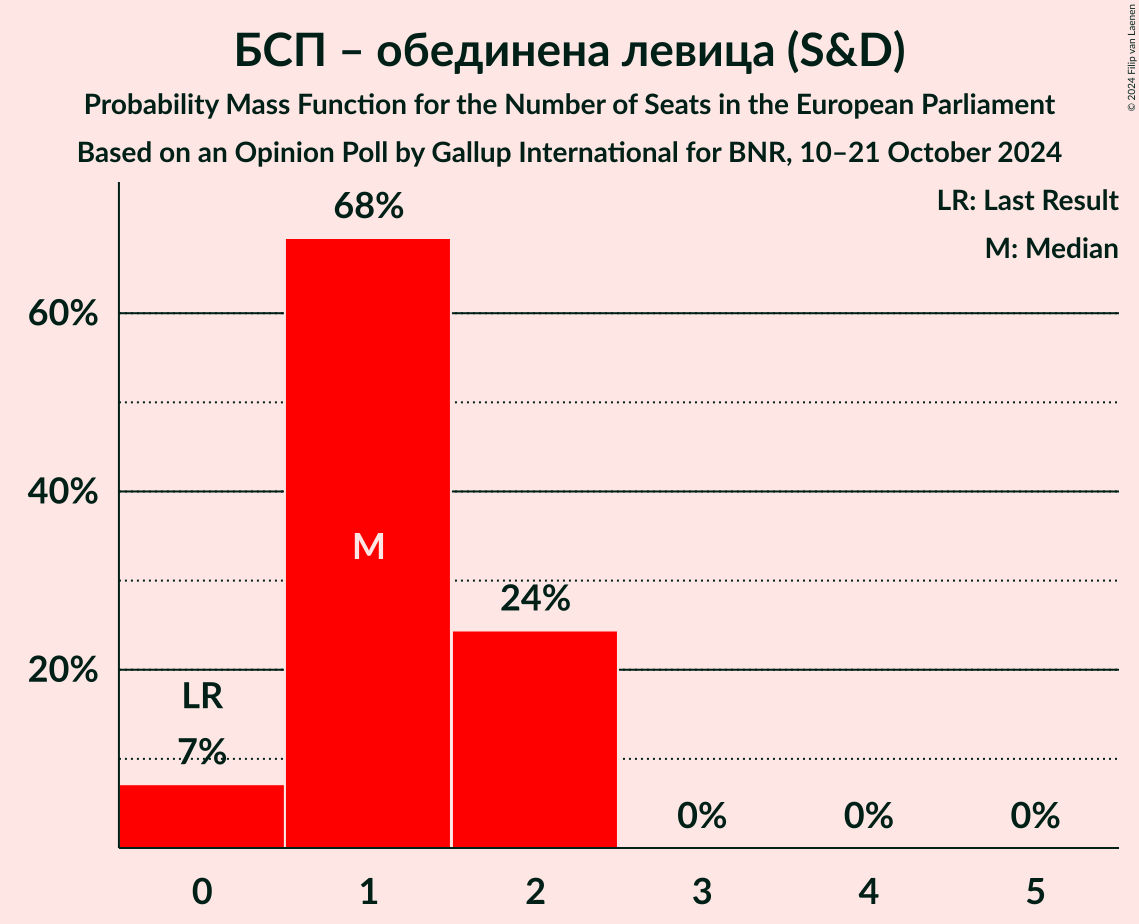 БСП – обединена левица (S&D)
Probability Mass Function for the Number of Seats in the European Parliament
Based on an Opinion Poll by Gallup International for BNR, 10–21 October 2024
© 2024 Filip van Laenen
LR: Last Result
M: Median
68%
60%
40%
M
24%
20%
LR
7%
0% 0% 0%
0 1 2 3 4 5